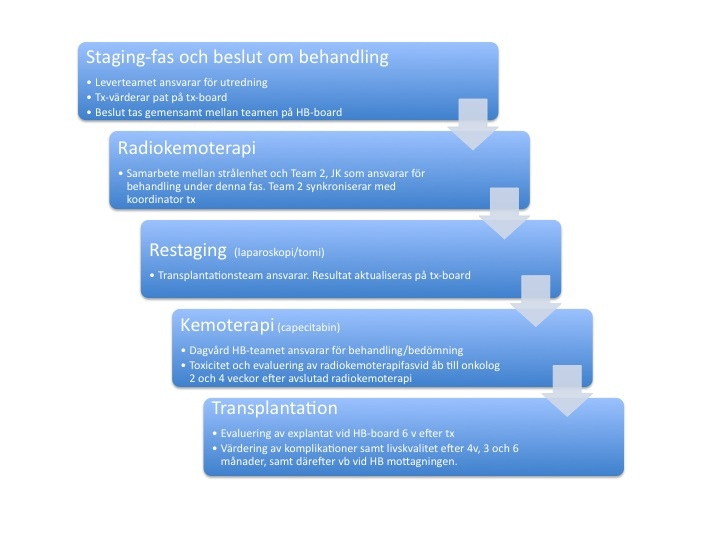 Staging-fas och beslut om behandling
• Leverteamet ansvarar för utredning
• Tx-värderar pat på tx-board
• Beslut tas gemensamt mellan teamen på HB-board
Radiokemoterapi
• Samarbete mellan strålenhet och Team 2, JK som ansvarar för
behandling under denna fas. Team 2 synkroniserar med
koordinator tx
Restaging (laparoskopi/tomi)
• Transplantationsteam ansvarar. Resultat aktualiseras på tx-board
Kemoterapi (capecitabin)
• Dagvård HB-teamet ansvarar för behandling/bedömning
• Toxicitet och evaluering av radiokemoterapifasvid åb till onkolog
2 och 4 veckor efter avslutad radiokemoterapi
Transplantation
• Evaluering av explantat vid HB-board 6 v efter tx
• Värdering av komplikationer samt livskvalitet efter 4v, 3 och 6
månader, samt därefter vb vid HB mottagningen.